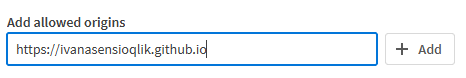 Add allowed origins
https://ivanasensioqlik.github.io
+ Add